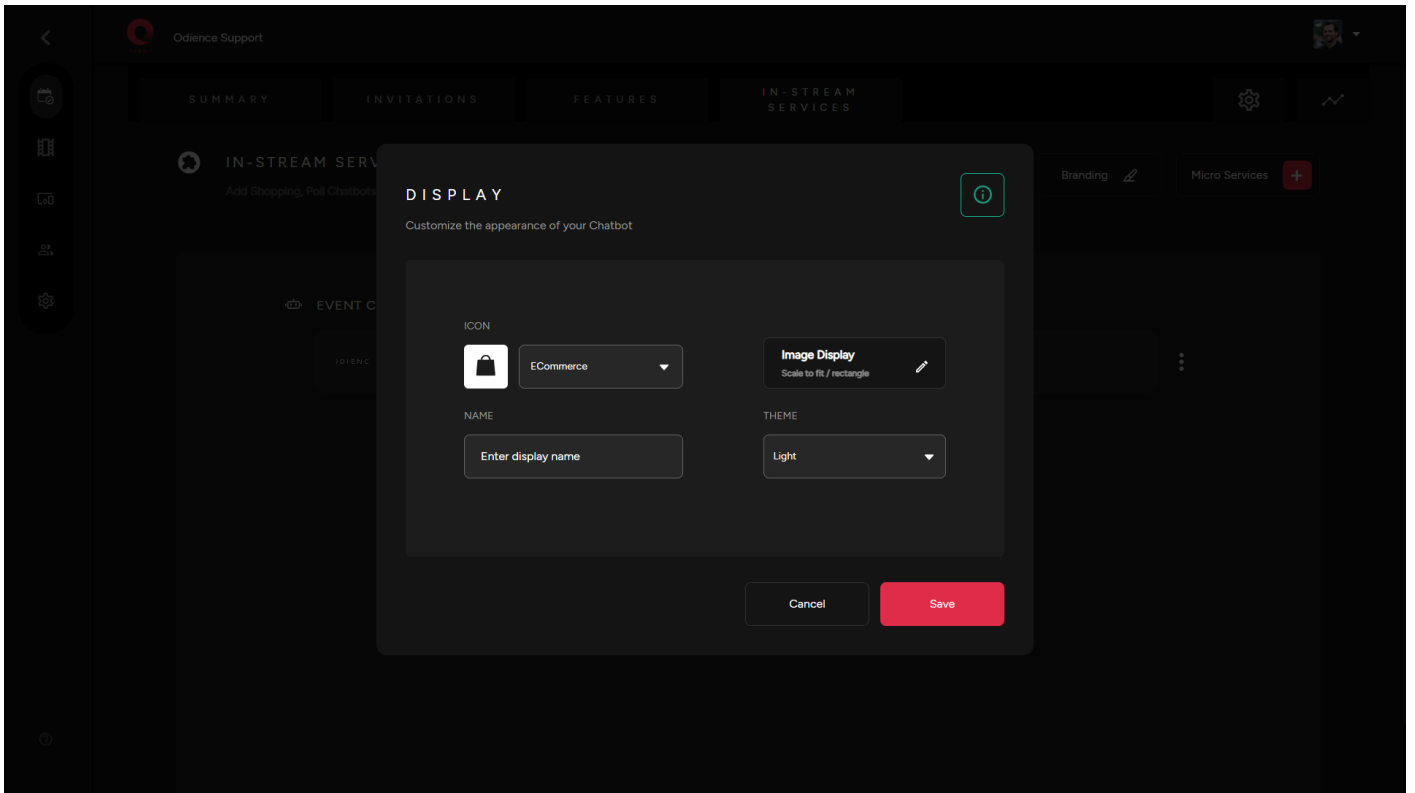 Odience Support
SUMMARY
INVITATIONS
FEATURES
IN-STREAM
SERVICES
IN-STREAM SERV
Add Shopping, Poll Chatbots
Branding
Micro Services
DISPLAY
Customize the appearance of your Chatbot
EVENT C
ICON
ECommerce
Image Display
Scale to fit / rectangle
NAME
THEME
Enter display name
Light
Cancel
Save